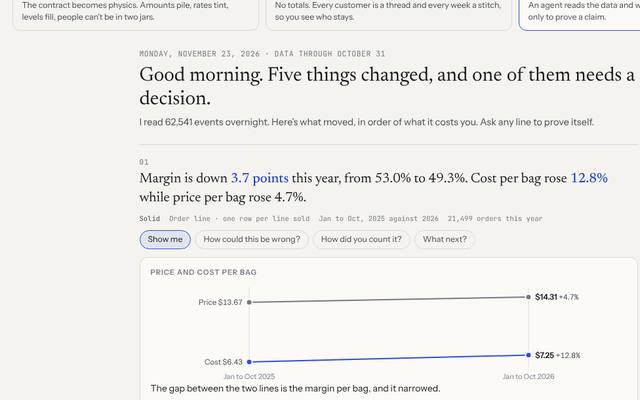 The contract becomes physics. Amounts pile, rates tint,
levels fill, people can't be in two jars.
No totals. Every customer is a thread and every week a stitch,
so you see who stays.
An agent reads the data and w
only to prove a claim.
MONDAY, NOVEMBER 23, 2026 · DATA THROUGH OCTOBER 31
Good morning. Five things changed, and one of them needs a
decision.
I read 62,541 events overnight. Here's what moved, in order of what it costs you. Ask any line to prove itself.
01
Margin is down 3.7 points this year, from 53.0% to 49.3%. Cost per bag rose 12.8%
while price per bag rose 4.7%.
Solid Order line · one row per line sold Jan to Oct, 2025 against 2026 21,499 orders this year
Show me How could this be wrong? How did you count it? What next?
PRICE AND COST PER BAG
Price $13.67 $14.31 +4.7%
Cost $6.43 $7.25 +12.8%
Jan to Oct 2025 Jan to Oct 2026
The gap between the two lines is the margin per bag, and it narrowed.